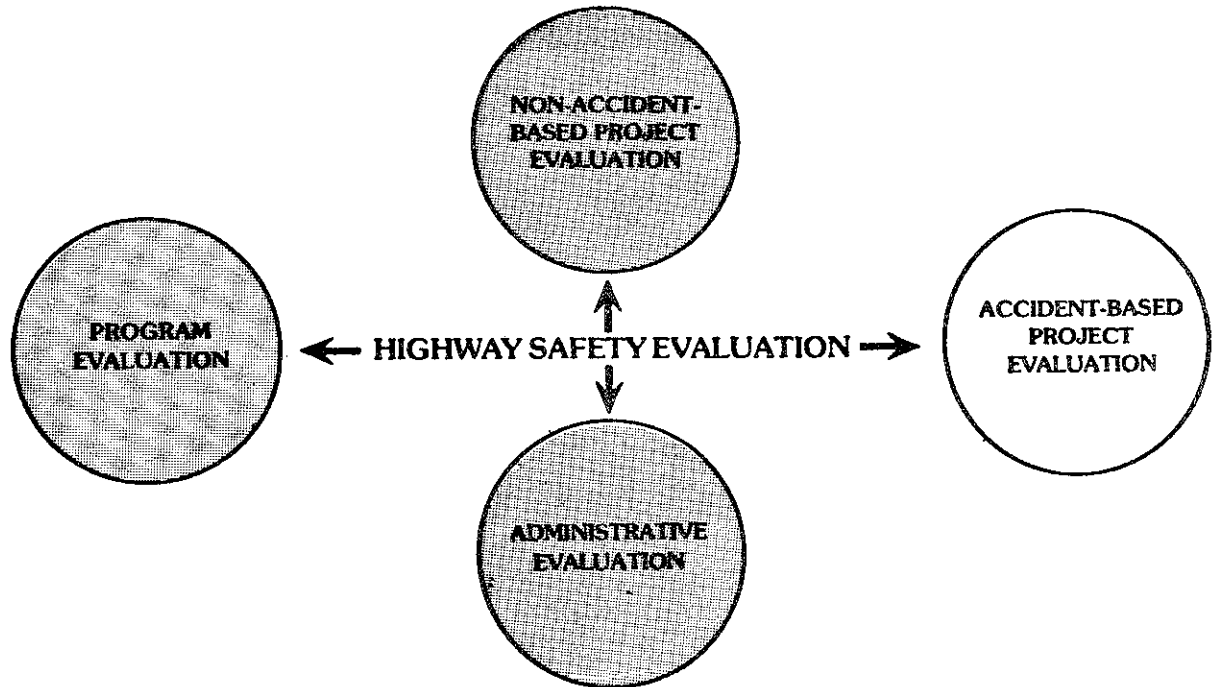 NON-ACCIDENT-
BASED PROJECT
EVALUATION
PROGRAM
EVALUATION
HIGHWAY SAFETY EVALUATION
ACCIDENT-BASED
PROJECT
EVALUATION
ADMINISTRATIVE
EVALUATION